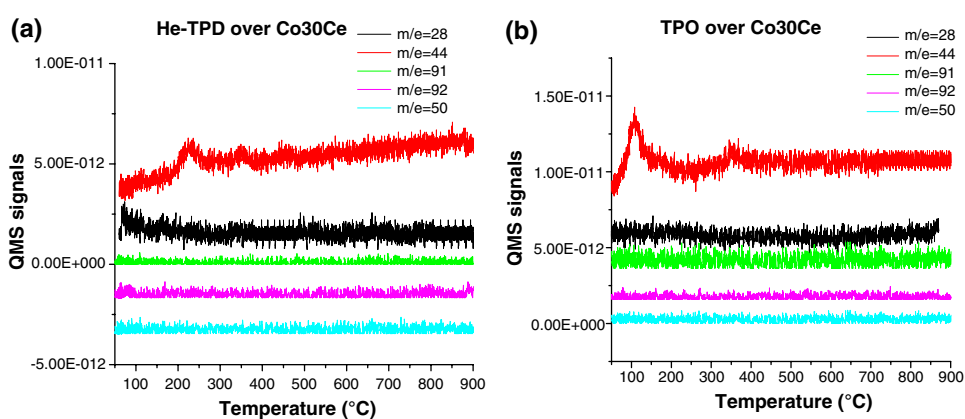 (a)
He-TPD over Co30Ce
m/e=28
m/e=44
m/e=91
m/e=92
m/e=50
1.00E-011
5.00E-012
0.00E+000
-5.00E-012
QMS signals
100 200 300 400 500 600 700 800 900
Temperature (°C)
(b)
TPO over Co30Ce
m/e=28
m/e=44
m/e=91
m/e=92
m/e=50
1.50E-011
1.00E-011
5.00E-012
0.00E+000
QMS signals
100 200 300 400 500 600 700 800 900
Temperature (°C)